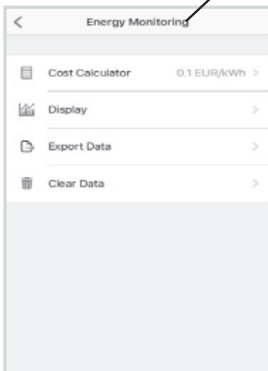 Energy Monitoring
Cost Calculator 0.1 EUR/kWh >
Display >
Export Data >
Clear Data >